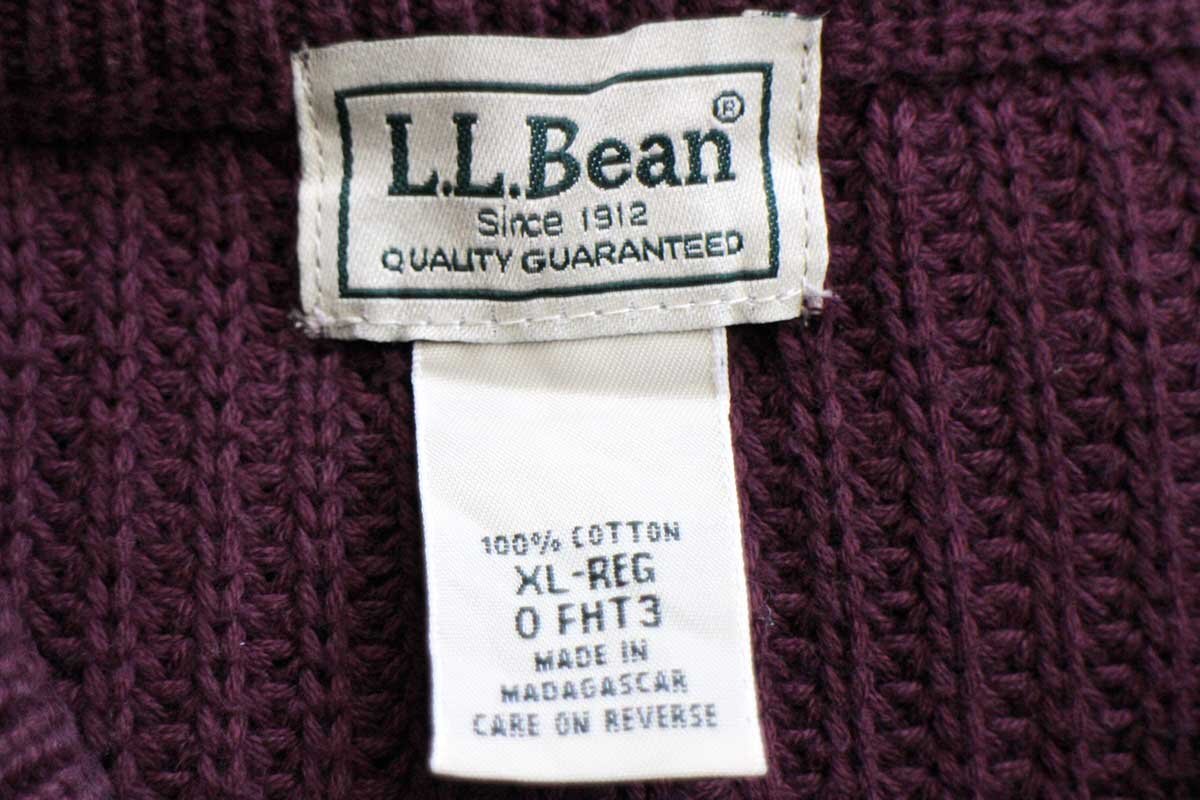 L.L.Bean®
Since 1912
QUALITY GUARANTEED
100% COTTON
XL-REG
0 FHT3
MADE IN
MADAGASCAR
CARE ON REVERSE